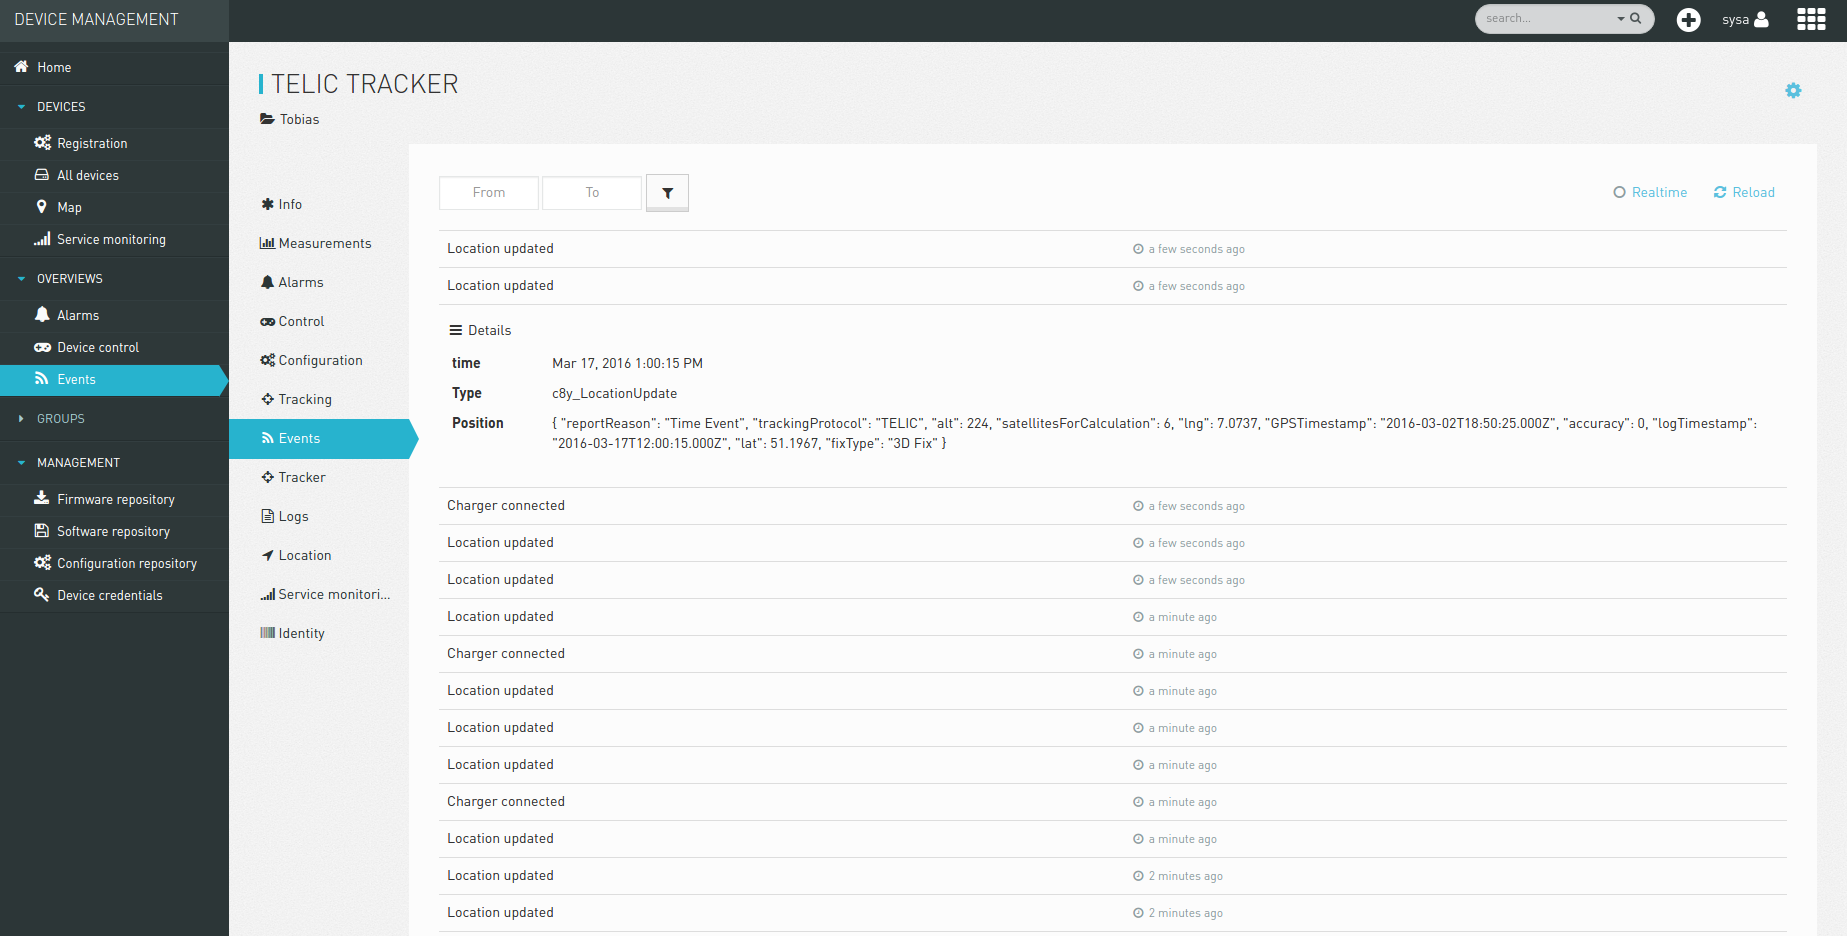 DEVICE MANAGEMENT
search...
sysa
Home
DEVICES
Registration
All devices
Map
Service monitoring
OVERVIEWS
Alarms
Device control
Events
GROUPS
MANAGEMENT
Firmware repository
Software repository
Configuration repository
Device credentials
TELIC TRACKER
Tobias
Info
Measurements
Alarms
Control
Configuration
Tracking
Events
Tracker
Logs
Location
Service monitori...
Identity
From To
Realtime Reload
Location updated a few seconds ago
Location updated a few seconds ago
Details
time Mar 17, 2016 1:00:15 PM
Type c8y_LocationUpdate
Position { "reportReason": "Time Event", "trackingProtocol": "TELIC", "alt": 224, "satellitesForCalculation": 6, "lng": 7.0737, "GPSTimestamp": "2016-03-02T18:50:25.000Z", "accuracy": 0, "logTimestamp":
"2016-03-17T12:00:15.000Z", "lat": 51.1967, "fixType": "3D Fix" }
Charger connected a few seconds ago
Location updated a few seconds ago
Location updated a few seconds ago
Location updated a minute ago
Charger connected a minute ago
Location updated a minute ago
Location updated a minute ago
Location updated a minute ago
Charger connected a minute ago
Location updated a minute ago
Location updated 2 minutes ago
Location updated 2 minutes ago